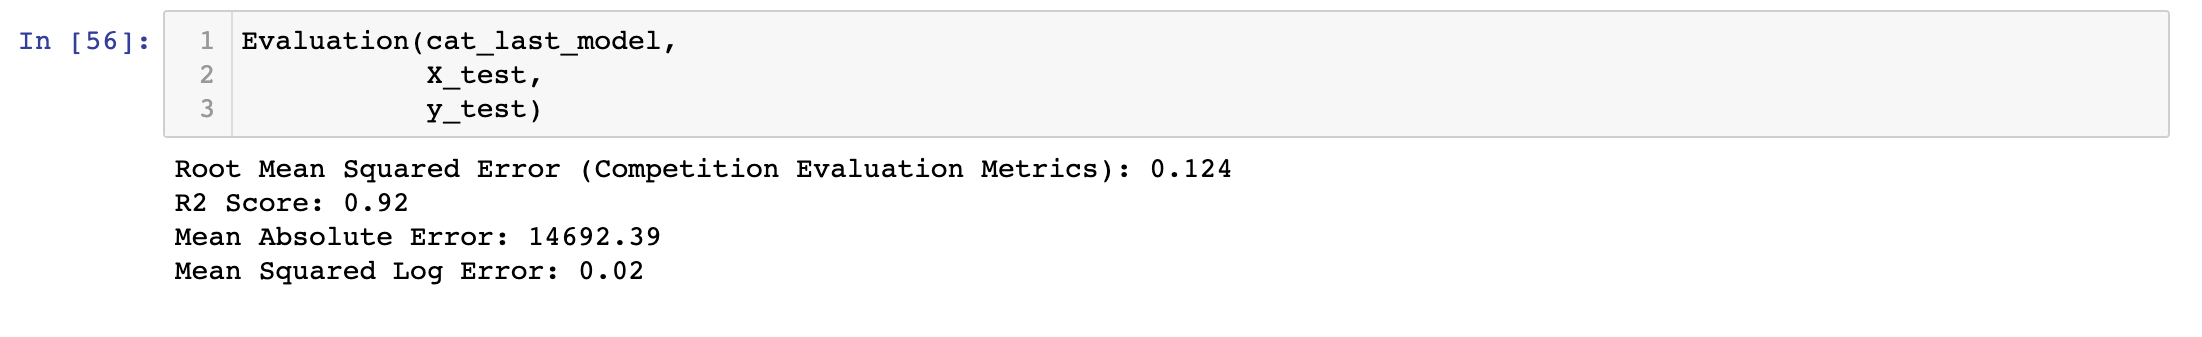 In [56]:
1 Evaluation(cat_last_model,
2 X_test,
3 y_test)
Root Mean Squared Error (Competition Evaluation Metrics): 0.124
R2 Score: 0.92
Mean Absolute Error: 14692.39
Mean Squared Log Error: 0.02